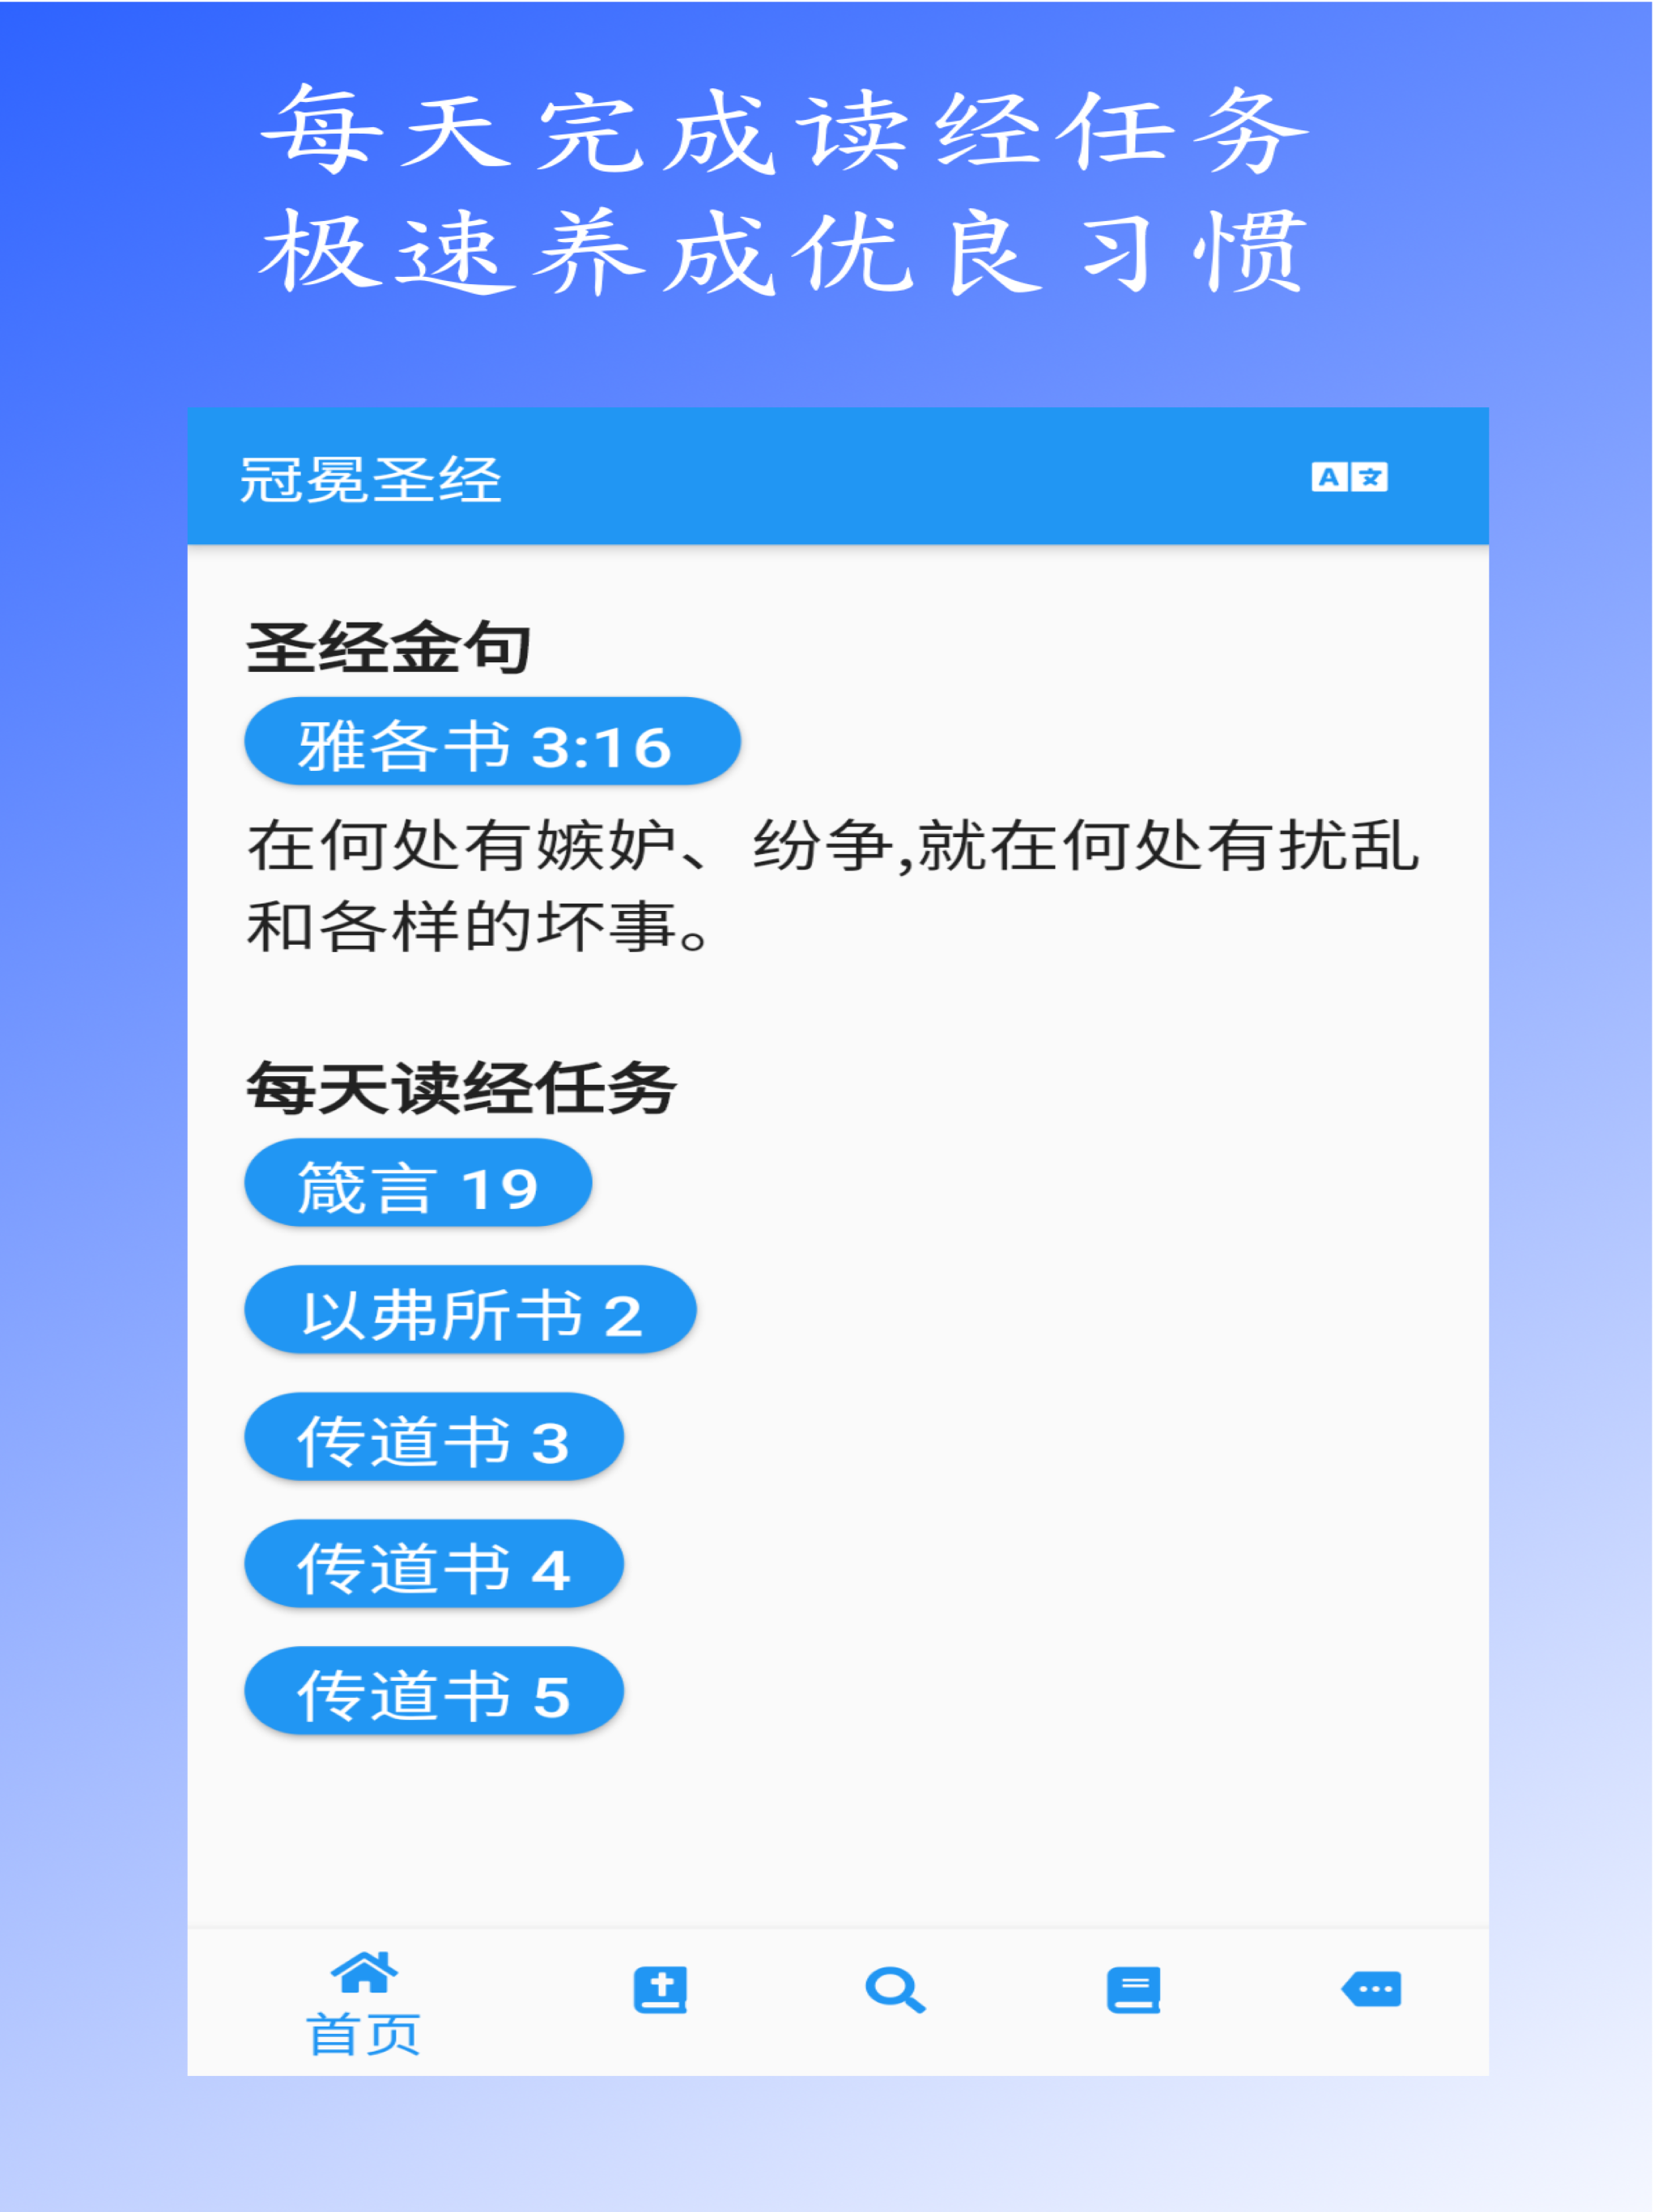 每天完成读经任务
极速养成优良习惯
冠冕圣经
A 文
圣经金句
雅各书 3:16
在何处有嫉妒、纷争,就在何处有扰乱
和各样的坏事。
每天读经任务
箴言 19
以弗所书 2
传道书 3
传道书 4
传道书 5
首页